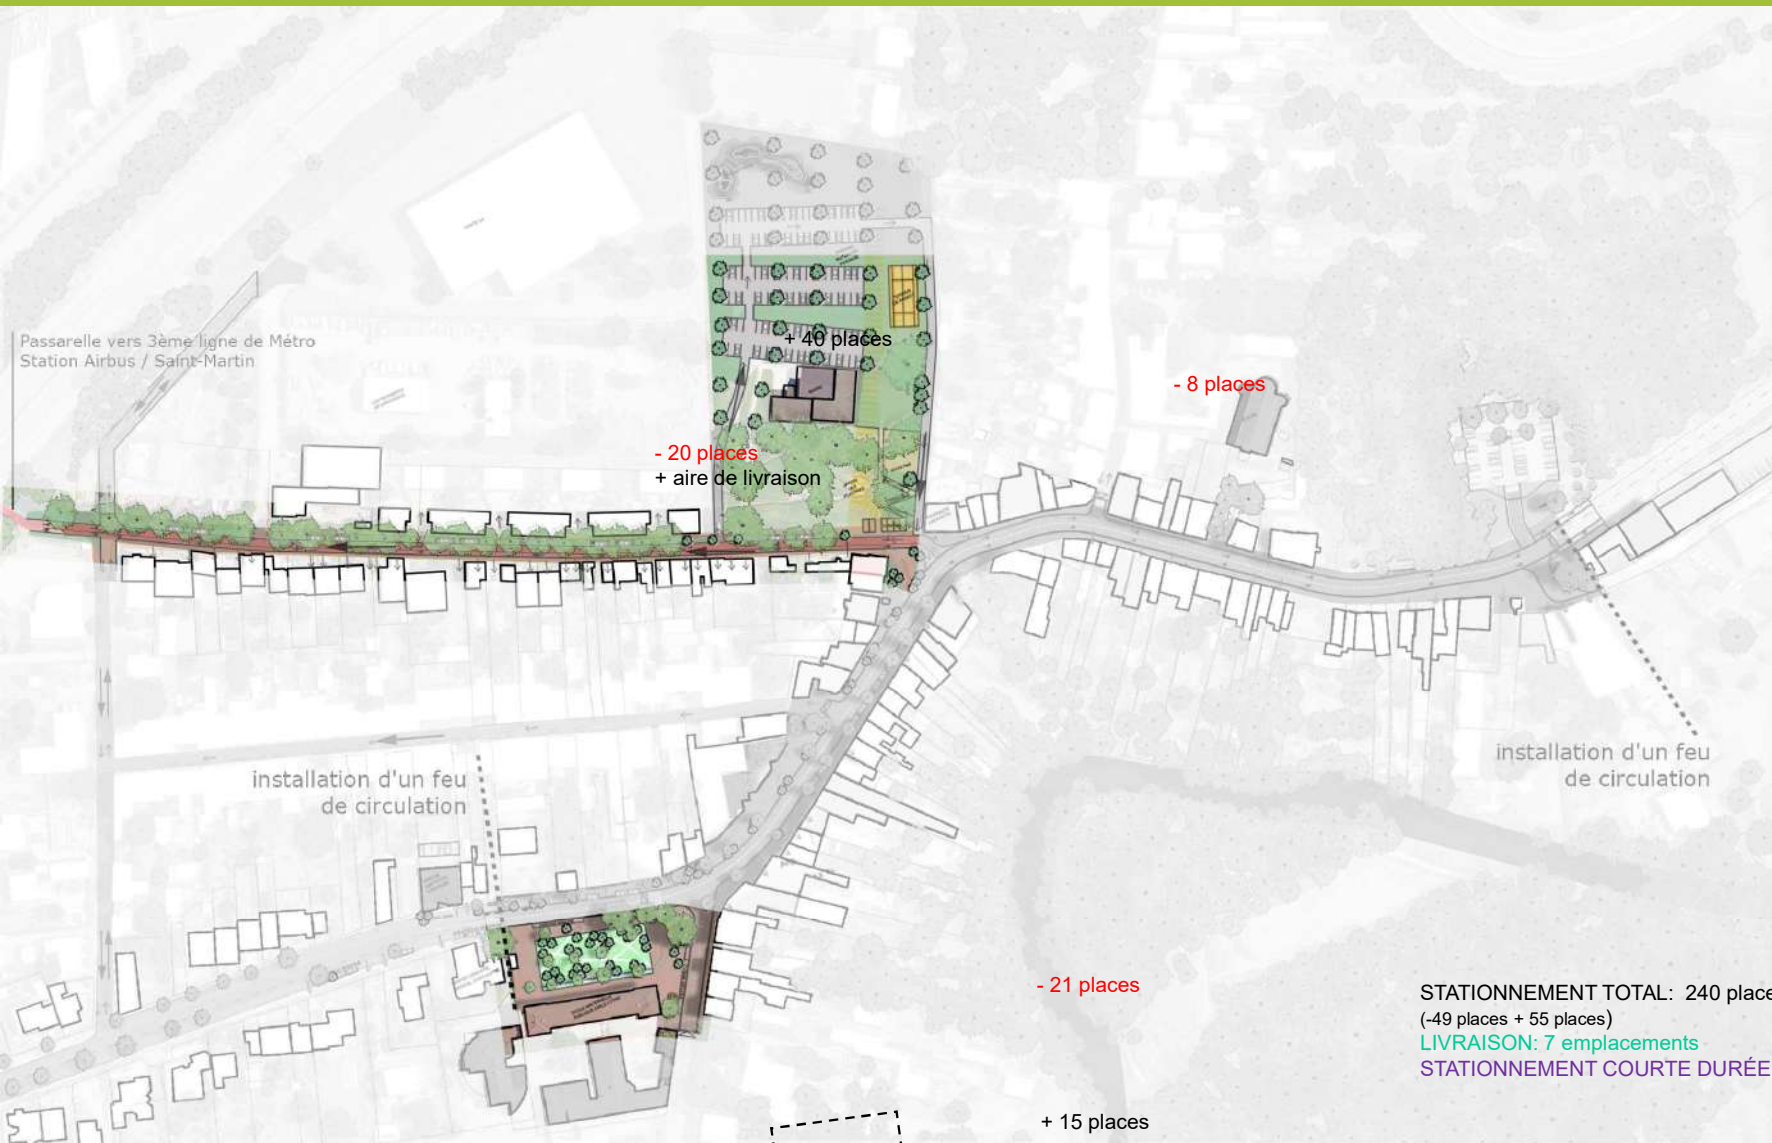 Passarelle vers 3ème ligne de Métro
Station Airbus / Saint-Martin
+ 40 places
- 8 places
- 20 places
+ aire de livraison
installation d'un feu
de circulation
installation d'un feu
de circulation
- 21 places
STATIONNEMENT TOTAL: 240 place
(-49 places + 55 places)
LIVRAISON: 7 emplacements
STATIONNEMENT COURTE DURÉE
+ 15 places